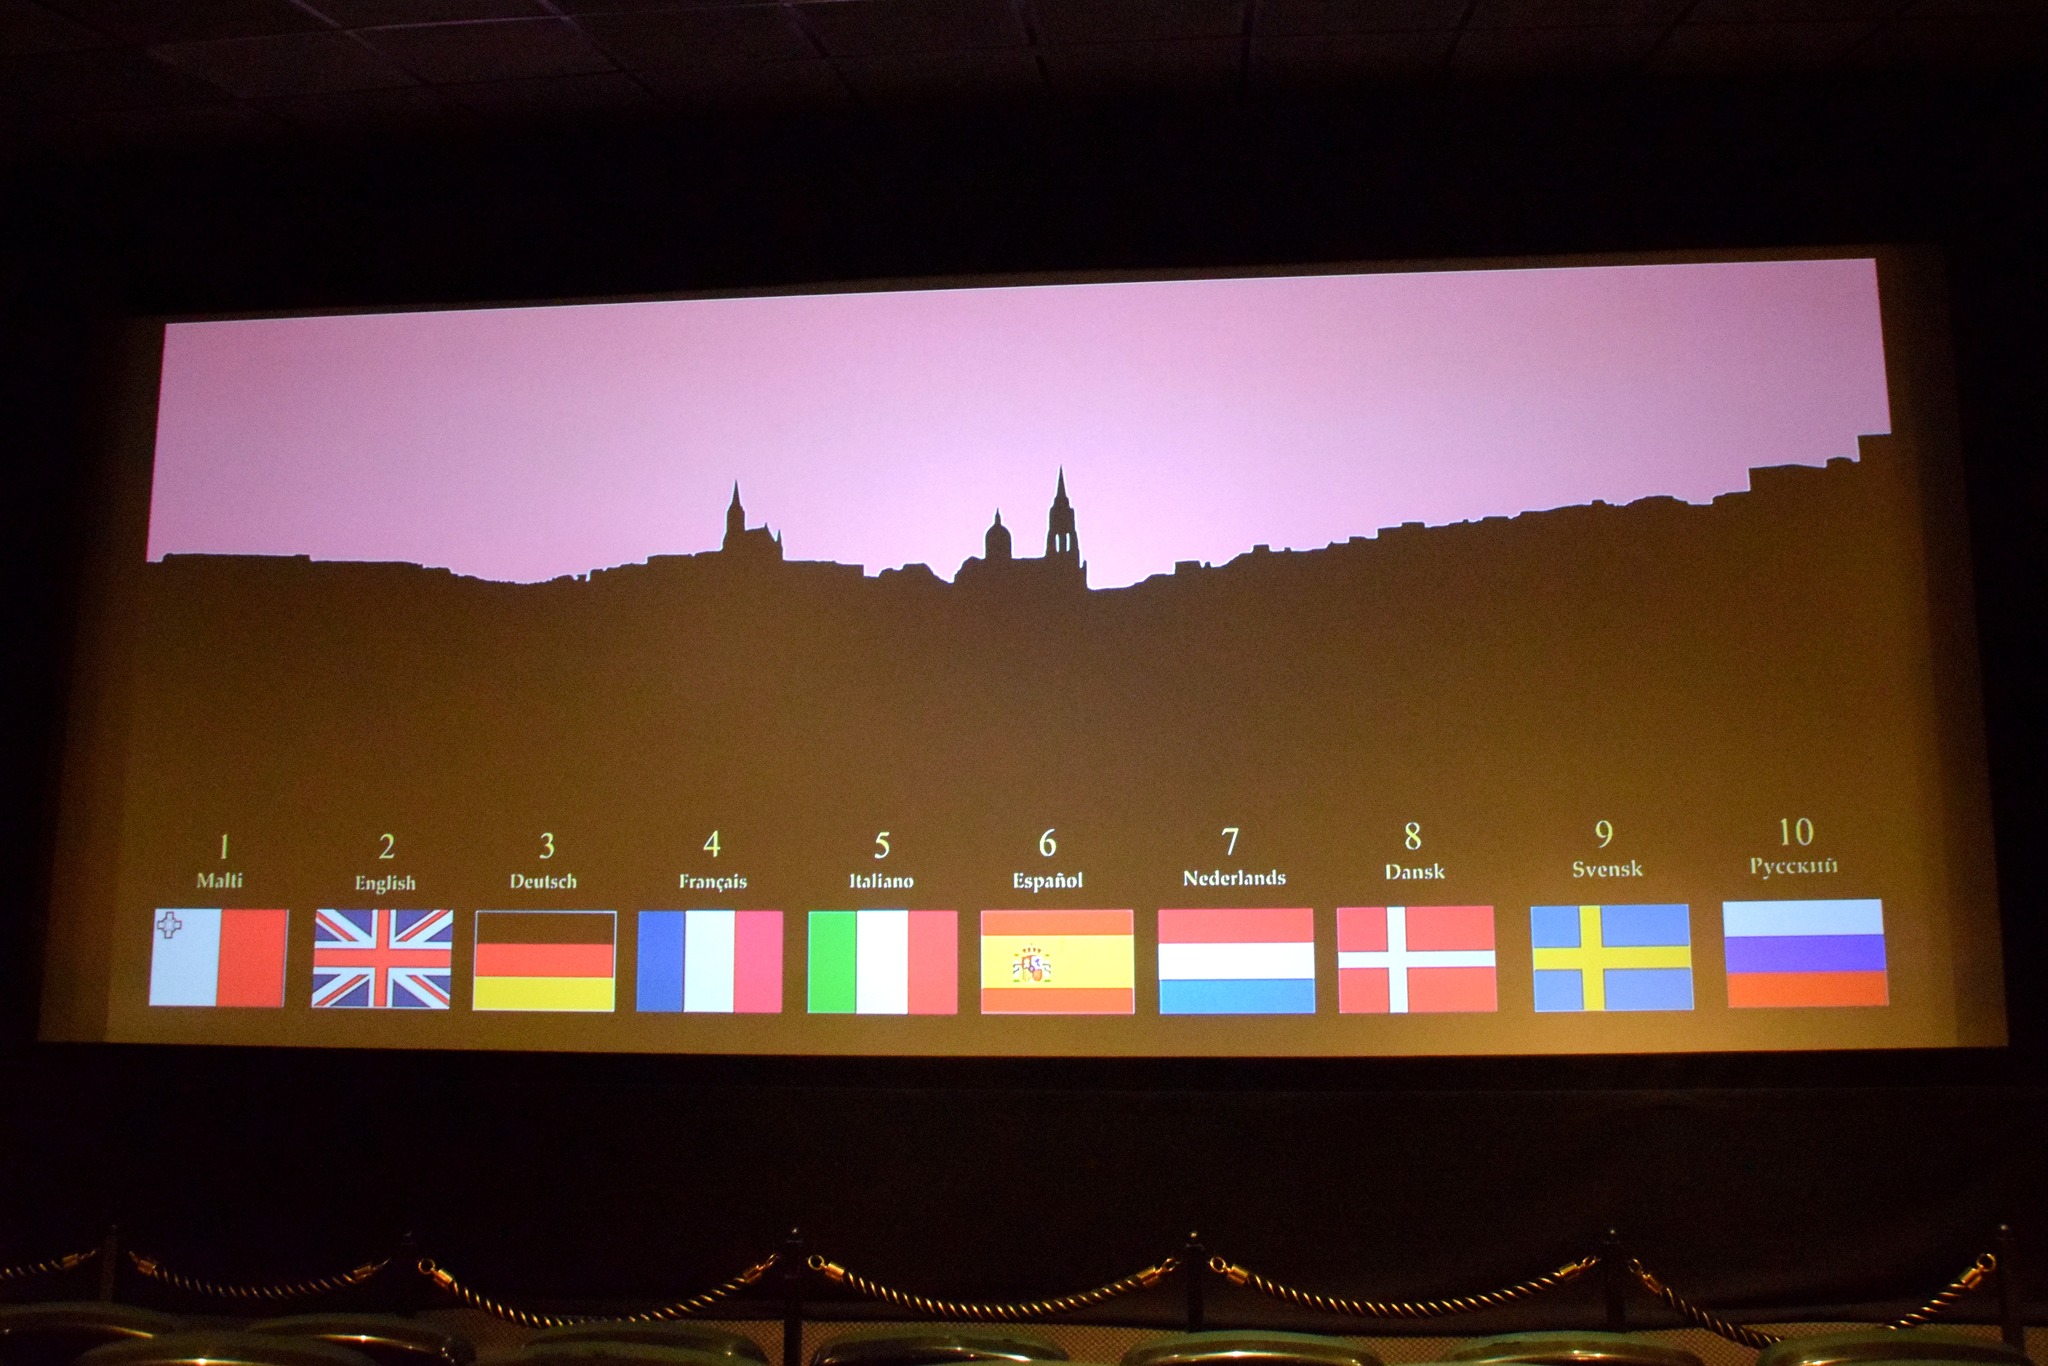 1 2 3 4 5 6 7 8 9 10
Malti English Deutsch Français Italiano Español Nederlands Dansk Svensk Русский